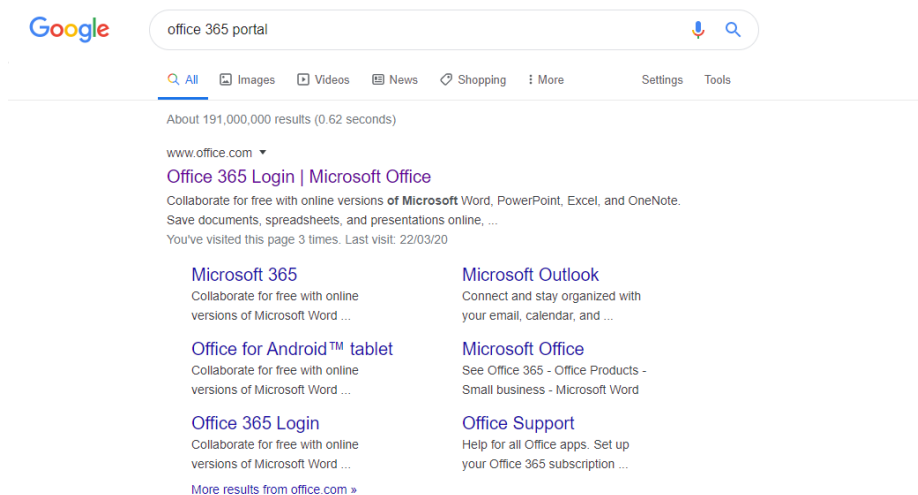 Google
office 365 portal
All Images Videos News Shopping More Settings Tools
About 191,000,000 results (0.62 seconds)
www.office.com
Office 365 Login | Microsoft Office
Collaborate for free with online versions of Microsoft Word, PowerPoint, Excel, and OneNote.
Save documents, spreadsheets, and presentations online, ...
You've visited this page 3 times. Last visit: 22/03/20
Microsoft 365
Collaborate for free with online
versions of Microsoft Word ...
Microsoft Outlook
Connect and stay organized with
your email, calendar, and ...
Office for Android™ tablet
Collaborate for free with online
versions of Microsoft Word ...
Microsoft Office
See Office 365 - Office Products -
Small business - Microsoft Word
Office 365 Login
Collaborate for free with online
versions of Microsoft Word ...
Office Support
Help for all Office apps. Set up
your Office 365 subscription ...
More results from office.com »